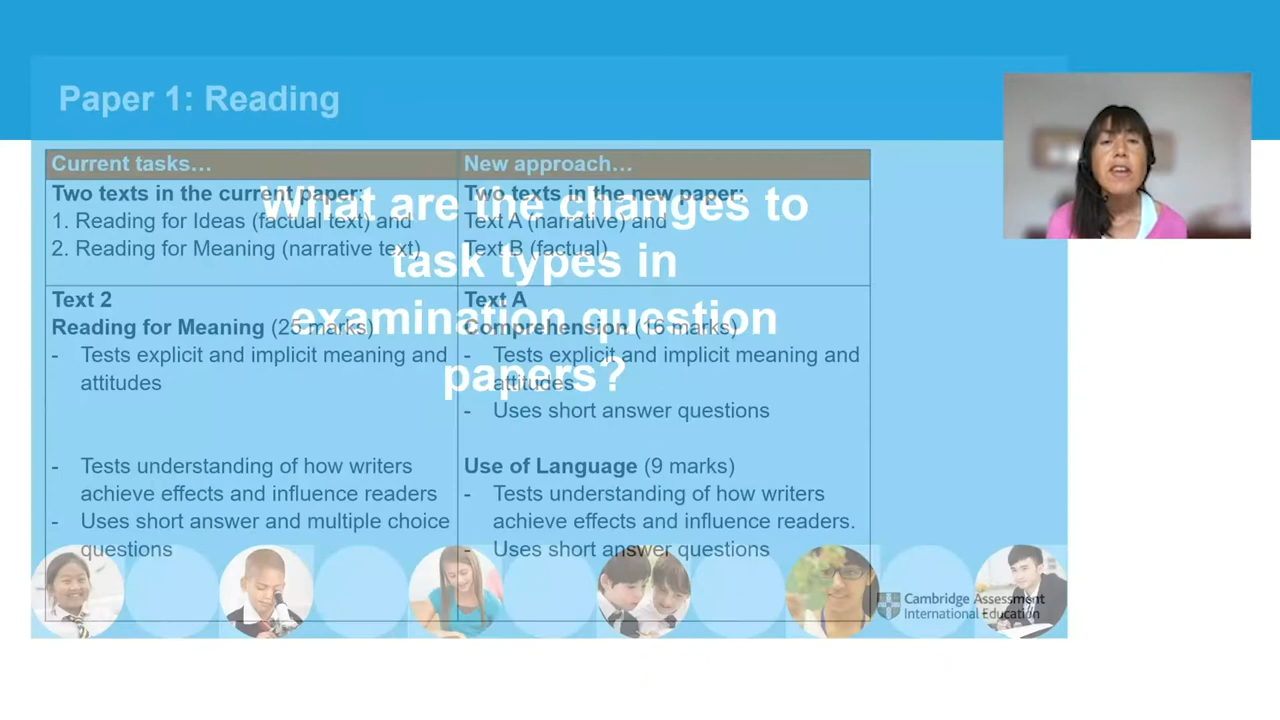 Paper 1: Reading
Current tasks…
New approach…
Two texts in the current paper:
1. Reading for Ideas (factual text) and
2. Reading for Meaning (narrative text)
Two texts in the new paper:
Text A (narrative) and
Text B (factual)
What are the changes to
task types in
examination question
papers?
Text 2
Reading for Meaning (25 marks)
- Tests explicit and implicit meaning and
attitudes
- Tests understanding of how writers
achieve effects and influence readers
- Uses short answer and multiple choice
questions
Text A
Comprehension (16 marks)
- Tests explicit and implicit meaning and
attitudes
- Uses short answer questions
Use of Language (9 marks)
- Tests understanding of how writers
achieve effects and influence readers.
- Uses short answer questions
Cambridge Assessment
International Education